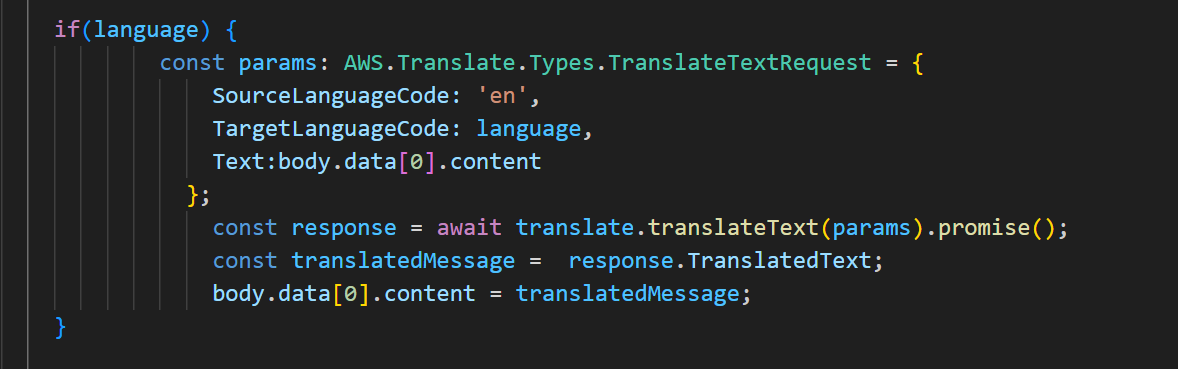 if(language) {
const params: AWS.Translate.Types.TranslateTextRequest = {
SourceLanguageCode: 'en',
TargetLanguageCode: language,
Text:body.data[0].content
};
const response = await translate.translateText(params).promise();
const translatedMessage =  response.TranslatedText;
body.data[0].content = translatedMessage;
}